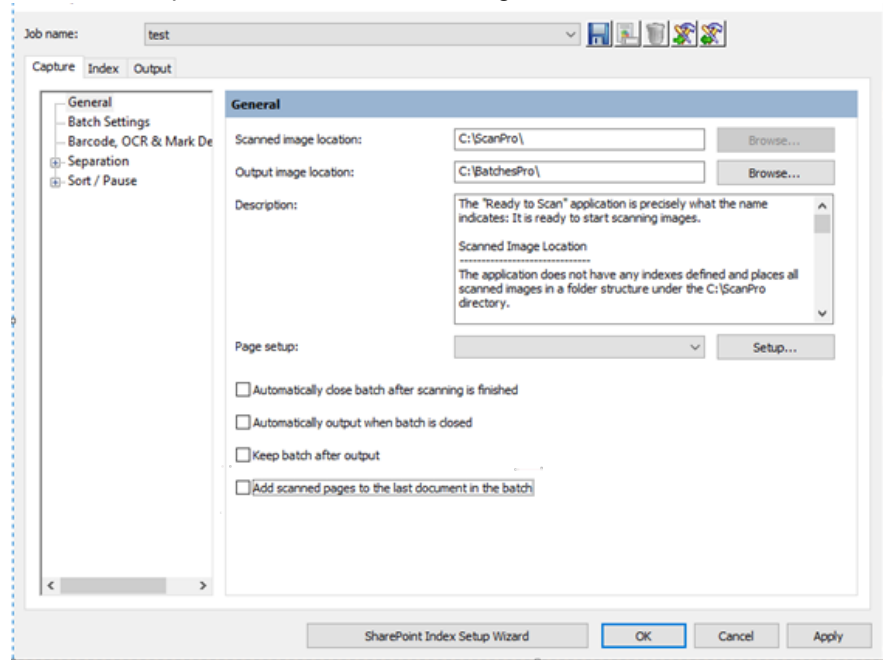 Job name:
test
Capture
Index
Output
General
Batch Settings
Barcode, OCR & Mark De
Separation
Sort / Pause
General
Scanned image location:
C:\ScanPro\
Browse...
Output image location:
C:\BatchesPro\
Browse...
Description:
The "Ready to Scan" application is precisely what the name
indicates: It is ready to start scanning images.
Scanned Image Location
------------------------------
The application does not have any indexes defined and places all
scanned images in a folder structure under the C:\ScanPro
directory.
Page setup:
Setup...
Automatically close batch after scanning is finished
Automatically output when batch is closed
Keep batch after output
Add scanned pages to the last document in the batch
SharePoint Index Setup Wizard
OK
Cancel
Apply